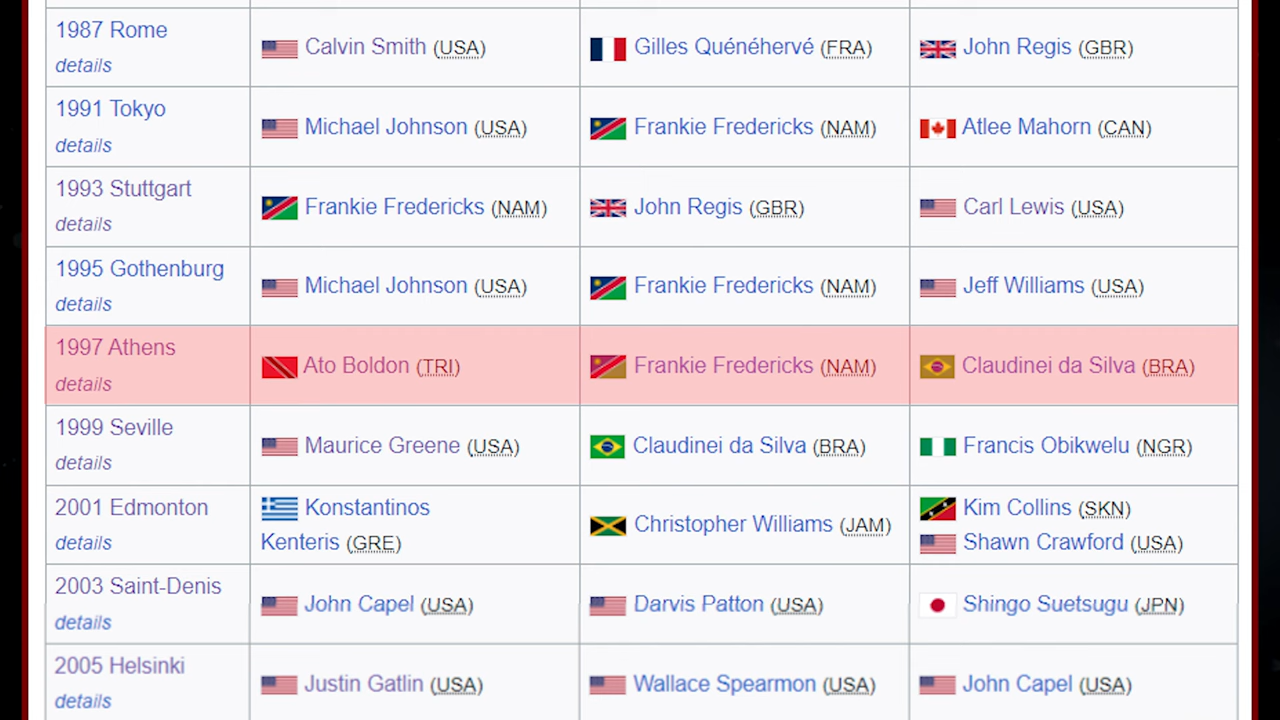 1987 Rome
details
Calvin Smith (USA)
Gilles Quénéhervé (FRA)
John Regis (GBR)
1991 Tokyo
details
Michael Johnson (USA)
Frankie Fredericks (NAM)
Atlee Mahorn (CAN)
1993 Stuttgart
details
Frankie Fredericks (NAM)
John Regis (GBR)
Carl Lewis (USA)
1995 Gothenburg
details
Michael Johnson (USA)
Frankie Fredericks (NAM)
Jeff Williams (USA)
1997 Athens
details
Ato Boldon (TRI)
Frankie Fredericks (NAM)
Claudinei da Silva (BRA)
1999 Seville
details
Maurice Greene (USA)
Claudinei da Silva (BRA)
Francis Obikwelu (NGR)
2001 Edmonton
details
Konstantinos
Kenteris (GRE)
Christopher Williams (JAM)
Kim Collins (SKN)
Shawn Crawford (USA)
2003 Saint-Denis
details
John Capel (USA)
Darvis Patton (USA)
Shingo Suetsugu (JPN)
2005 Helsinki
details
Justin Gatlin (USA)
Wallace Spearmon (USA)
John Capel (USA)